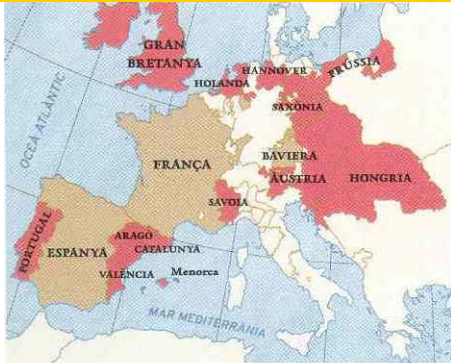 GRAN
BRETANYA
HANNOVER
PRÚSSIA
HOLANDA
SAXÒNIA
OCEÀ ATLÀNTIC
FRANÇA
BAVIERA
ÀUSTRIA
HONGRIA
SAVOIA
PORTUGAL
ESPANYA
ARAGÓ
CATALUNYA
VALÈNCIA
Menorca
MAR MEDITERRÀNIA